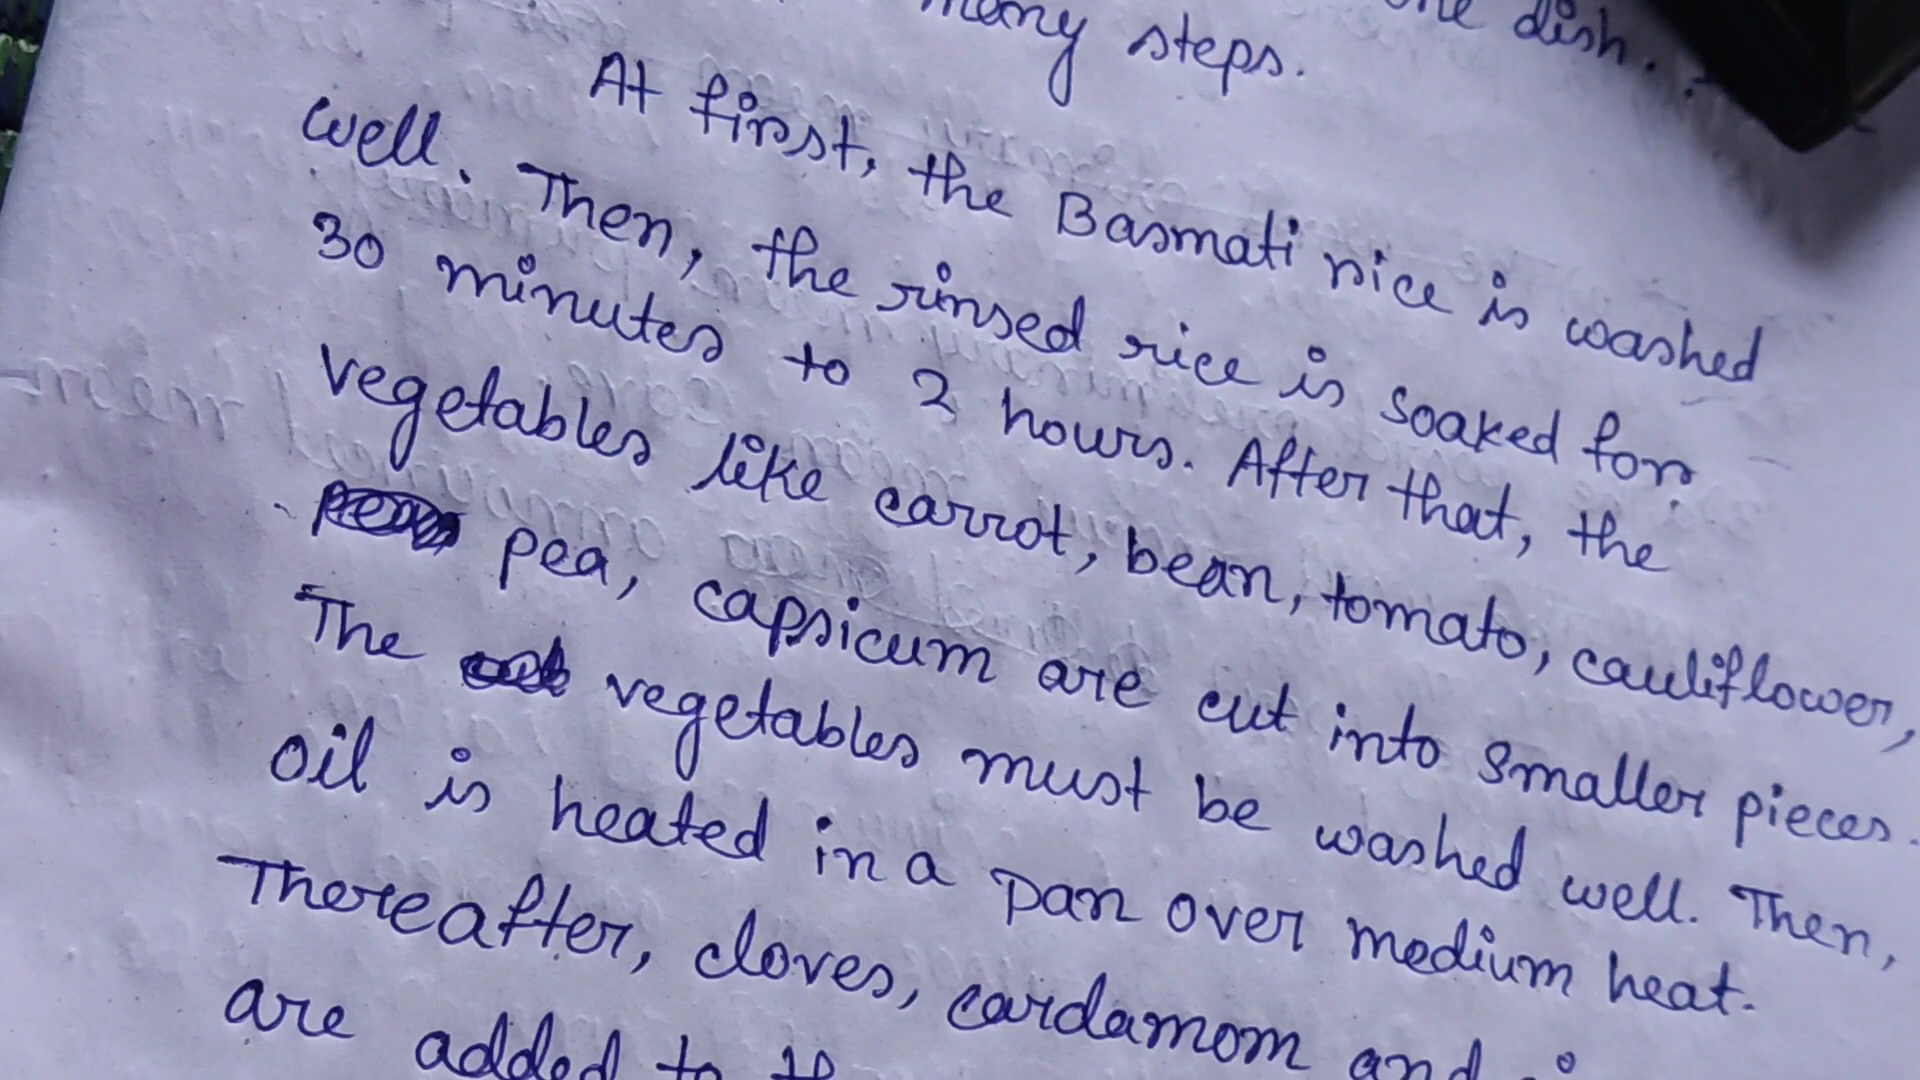 many steps. the dish.
At first, the Basmati rice is washed
well. Then, the rinsed rice is soaked for
30 minutes to 2 hours. After that, the
vegetables like carrot, bean, tomato, cauliflower,
pea, capsicum are cut into smaller pieces.
The vegetables must be washed well. Then,
oil is heated in a pan over medium heat.
Thereafter, cloves, cardamom and
are added to